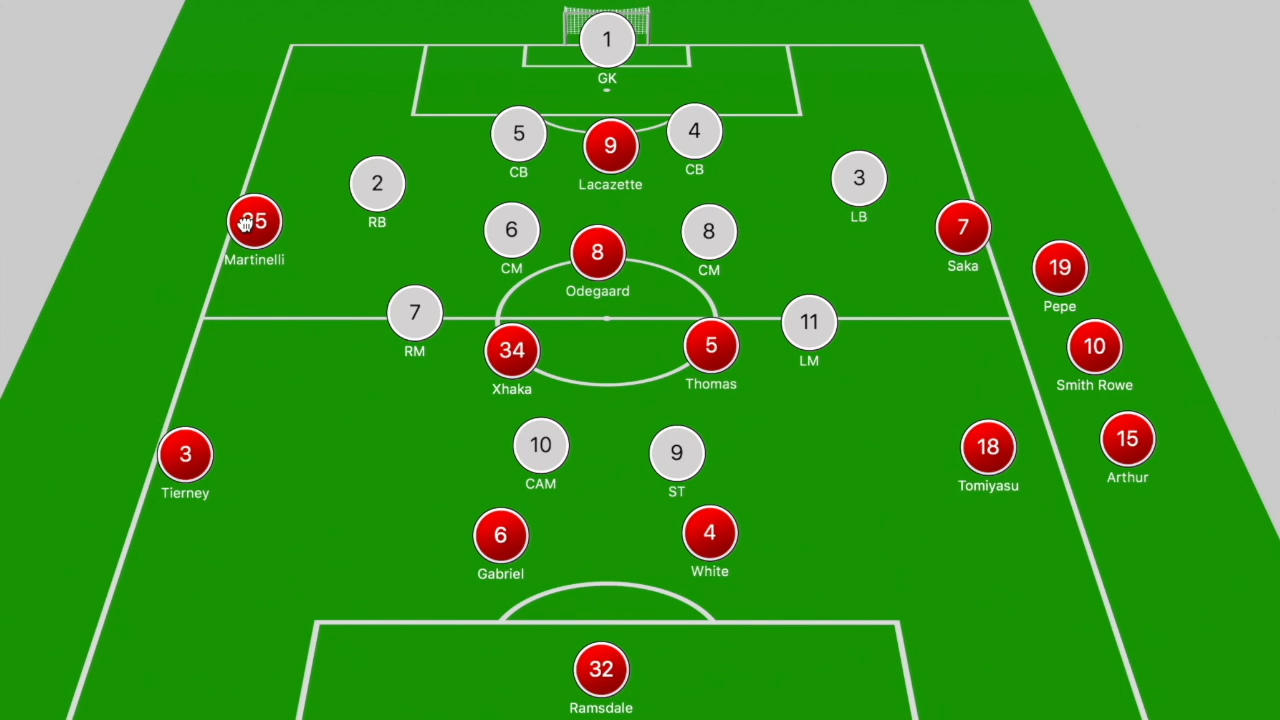 1
GK
5
CB
9
Lacazette
4
CB
2
RB
3
LB
Martinelli
6
CM
8
Odegaard
8
CM
7
Saka
19
Pepe
7
RM
34
Xhaka
5
Thomas
11
LM
10
Smith Rowe
3
Tierney
10
CAM
9
ST
18
Tomiyasu
15
Arthur
6
Gabriel
4
White
32
Ramsdale